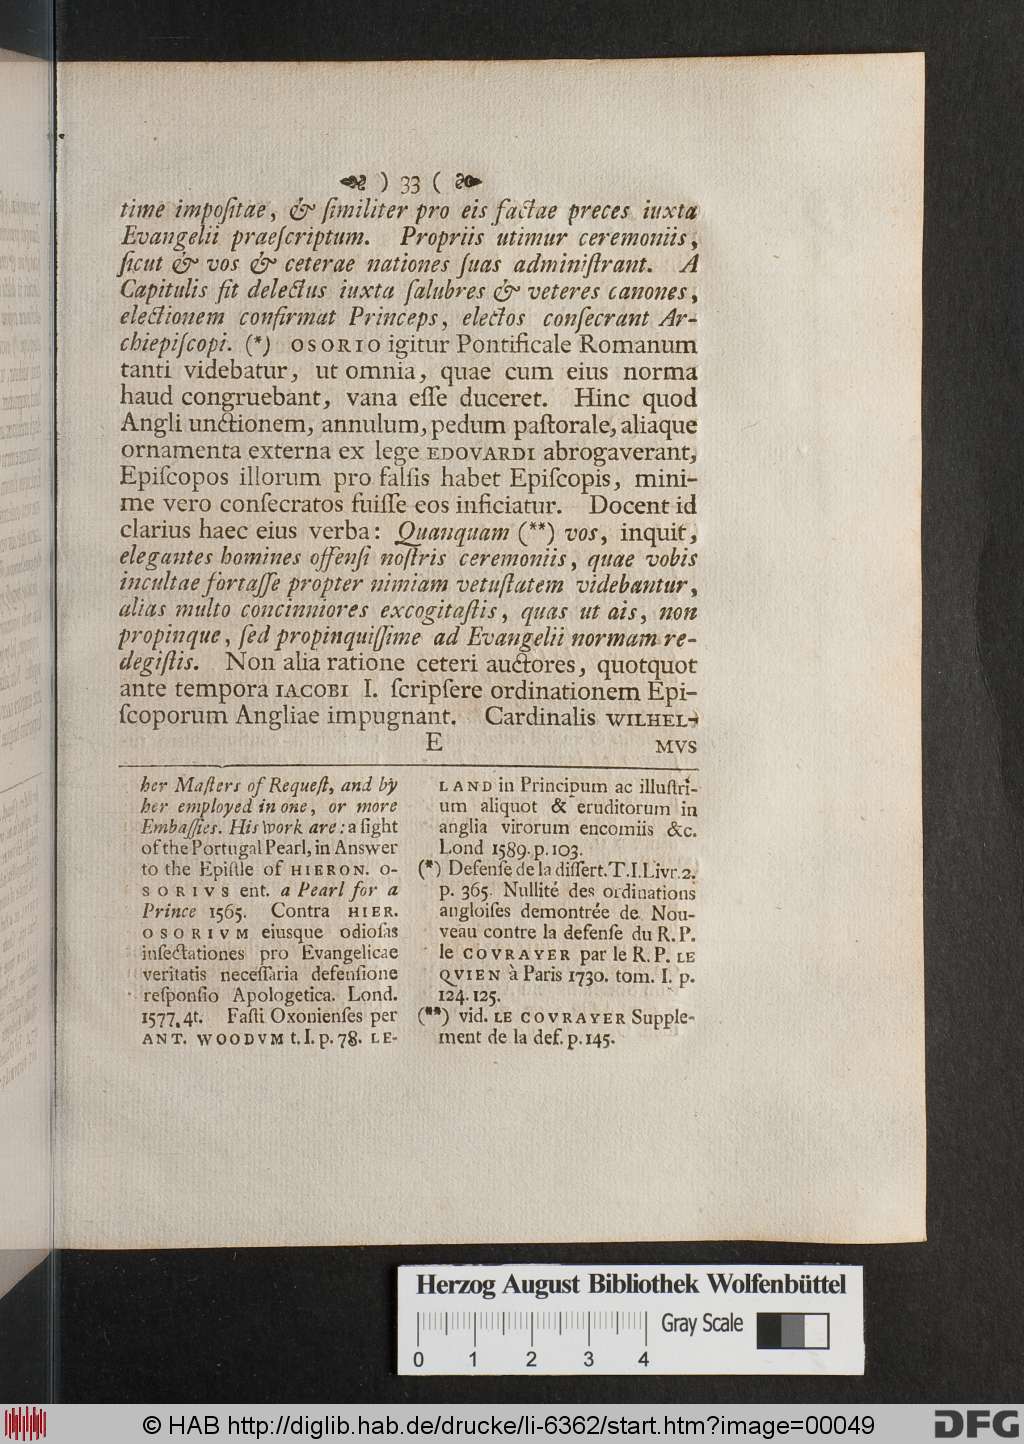 ) 33 (
time impoſitae, & ſimiliter pro eis factae preces iuxta
Evangelii praeſcriptum. Propriis utimur ceremoniis,
ſicut & vos & ceterae nationes ſuas adminiſtrant. A
Capitulis fit delectus iuxta ſalubres & veteres canones,
electionem confirmat Princeps, electos conſecrant Ar-
chiepiſcopi. (*) OSORIO igitur Pontificale Romanum
tanti videbatur, ut omnia, quae cum eius norma
haud congruebant, vana eſſe duceret. Hinc quod
Angli unctionem, annulum, pedum paſtorale, aliaque
ornamenta externa ex lege EDOVARDI abrogaverant,
Epiſcopos illorum pro falſis habet Epiſcopis, mini-
me vero conſecratos fuiſſe eos inficiatur. Docent id
clarius haec eius verba: Quanquam (**) vos, inquit,
elegantes homines offenſi noſtris ceremoniis, quae vobis
incultae fortaſſe propter nimiam vetuſtatem videbantur,
alias multo concinniores excogitaſtis, quas ut ais, non
propinque, ſed propinquiſſime ad Evangelii normam re-
degiſtis. Non alia ratione ceteri auctores, quotquot
ante tempora IACOBI I. ſcripſere ordinationem Epi-
ſcoporum Angliae impugnant. Cardinalis WILHEL-
E MVS
her Maſters of Requeſt, and by
her employed in one, or more
Embaſſies. His Work are: a ſight
of the Portugal Pearl, in Answer
to the Epiſtle of HIERON. O-
SORIVS ent. a Pearl for a
Prince 1565. Contra HIER.
OSORIVM eiusque odioſas
inſectationes pro Evangelicae
veritatis neceſſaria defenſione
reſponſio Apologetica. Lond.
1577. 4t. Faſti Oxonienſes per
ANT. WOODVM t. I. p. 78. LE-
LAND in Principum ac illuſtri-
um aliquot & eruditorum in
anglia virorum encomiis &c.
Lond 1589. p. 103.
(*) Defenſe de la diſſert. T. I. Livr. 2.
p. 365. Nullité des ordinations
angloiſes demontrée de Nou-
veau contre la defenſe du R. P.
le COVRAYER par le R. P. LE
QVIEN à Paris 1730. tom. I. p.
124. 125.
(**) vid. LE COVRAYER Supple-
ment de la def. p. 145.
Herzog August Bibliothek Wolfenbüttel
0 1 2 3 4
Gray Scale
© HAB http://diglib.hab.de/drucke/li-6362/start.htm?image=00049
DFG